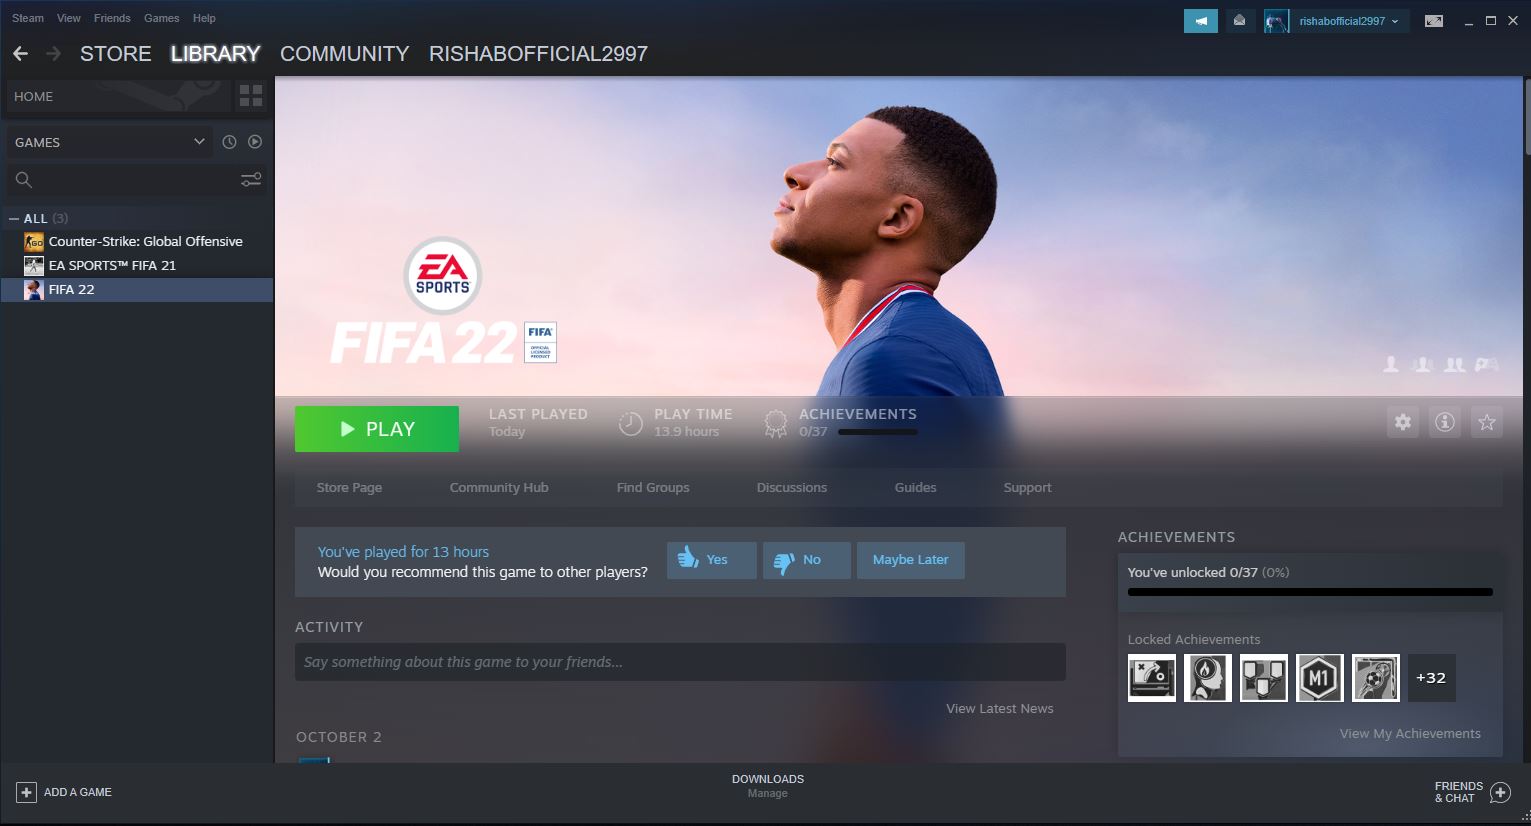 Steam View Friends Games Help
rishabofficial2997
STORE LIBRARY COMMUNITY RISHABOFFICIAL2997
HOME
GAMES
ALL (3)
GO Counter-Strike: Global Offensive
EA SPORTS™ FIFA 21
FIFA 22
EA
SPORTS
FIFA 22
FIFA
OFFICIAL
LICENSED
PRODUCT
PLAY
LAST PLAYED
Today
PLAY TIME
13.9 hours
ACHIEVEMENTS
0/37
Store Page Community Hub Find Groups Discussions Guides Support
You've played for 13 hours
Would you recommend this game to other players?
Yes No Maybe Later
ACTIVITY
Say something about this game to your friends...
View Latest News
OCTOBER 2
ACHIEVEMENTS
You've unlocked 0/37 (0%)
Locked Achievements
M1
+32
View My Achievements
ADD A GAME
DOWNLOADS
Manage
FRIENDS
& CHAT